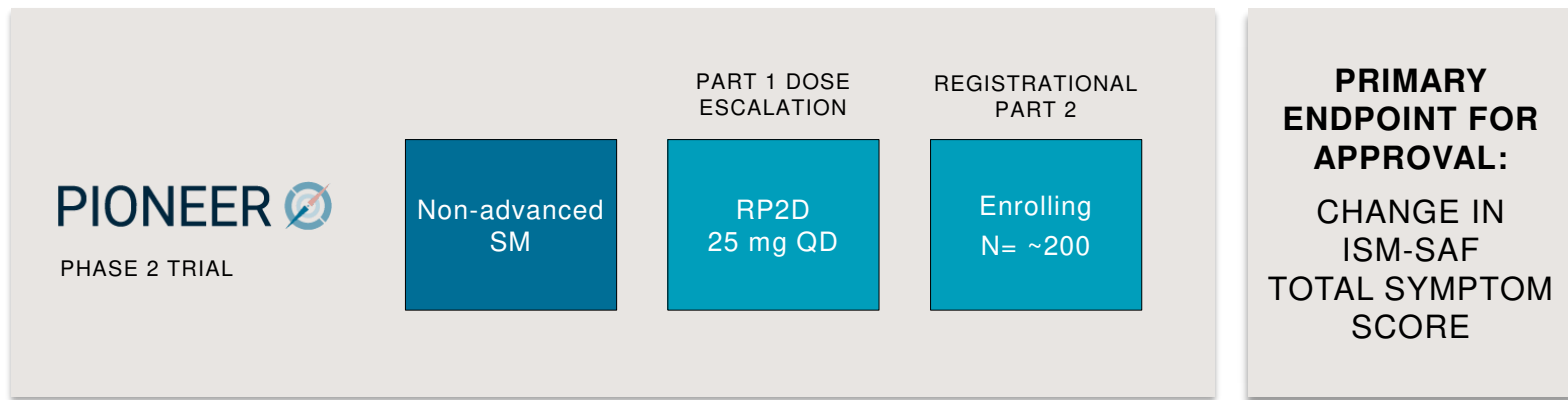 PIONEER
PHASE 2 TRIAL
Non-advanced
SM
PART 1 DOSE
ESCALATION
RP2D
25 mg QD
REGISTRATIONAL
PART 2
Enrolling
N= ~200
PRIMARY
ENDPOINT FOR
APPROVAL:
CHANGE IN
ISM-SAF
TOTAL SYMPTOM
SCORE